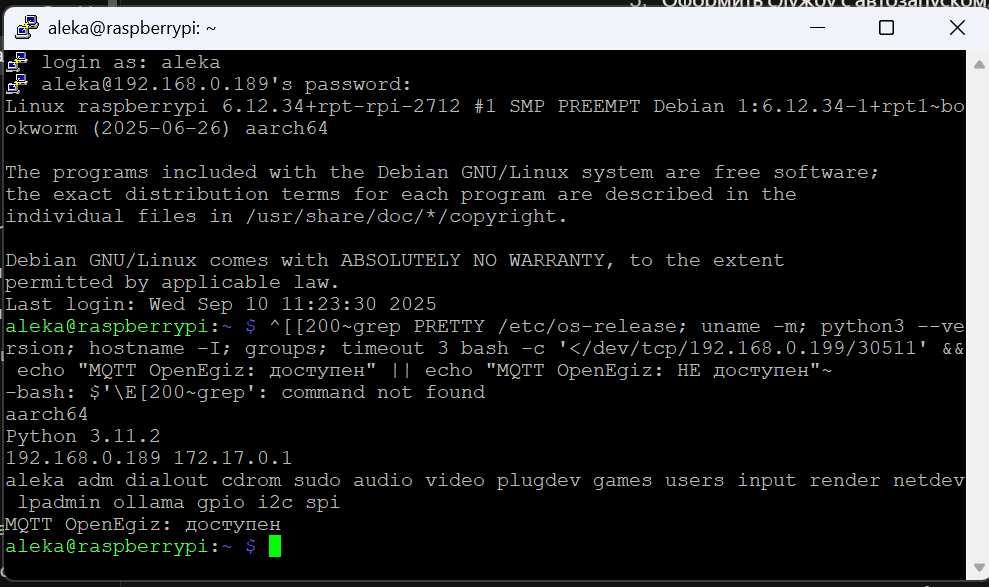 5. Оформить службу с автозапуском
aleka@raspberrypi: ~
login as: aleka
aleka@192.168.0.189's password:
Linux raspberrypi 6.12.34+rpt-rpi-2712 #1 SMP PREEMPT Debian 1:6.12.34-1+rpt1~bo
okworm (2025-06-26) aarch64
The programs included with the Debian GNU/Linux system are free software;
the exact distribution terms for each program are described in the
individual files in /usr/share/doc/*/copyright.
Debian GNU/Linux comes with ABSOLUTELY NO WARRANTY, to the extent
permitted by applicable law.
Last login: Wed Sep 10 11:23:30 2025
aleka@raspberrypi:~ $ ^[[200~grep PRETTY /etc/os-release; uname -m; python3 --ve
rsion; hostname -I; groups; timeout 3 bash -c '</dev/tcp/192.168.0.199/30511' &&
echo "MQTT OpenEgiz: доступен" || echo "MQTT OpenEgiz: НЕ доступен"~
-bash: $'\E[200~grep': command not found
aarch64
Python 3.11.2
192.168.0.189 172.17.0.1
aleka adm dialout cdrom sudo audio video plugdev games users input render netdev
lpadmin ollama gpio i2c spi
MQTT OpenEgiz: доступен
aleka@raspberrypi:~ $